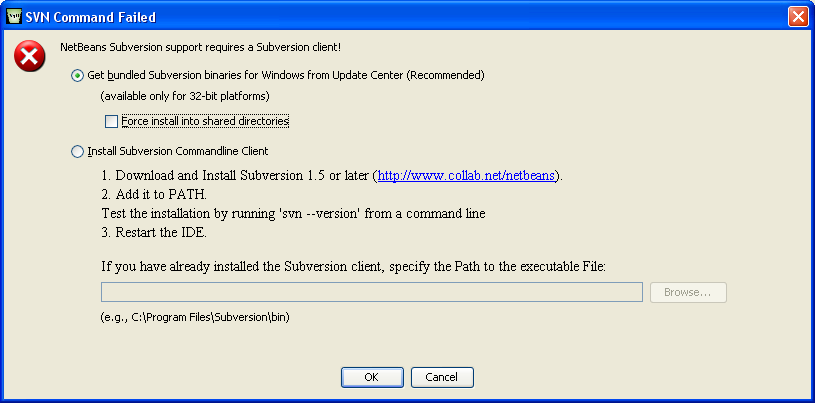 SVN Command Failed
NetBeans Subversion support requires a Subversion client!
Get bundled Subversion binaries for Windows from Update Center (Recommended)
(available only for 32-bit platforms)
Force install into shared directories
Install Subversion Commandline Client
1. Download and Install Subversion 1.5 or later (http://www.collab.net/netbeans).
2. Add it to PATH.
Test the installation by running 'svn --version' from a command line
3. Restart the IDE.
If you have already installed the Subversion client, specify the Path to the executable File:
Browse...
(e.g., C:\Program Files\Subversion\bin)
OK Cancel